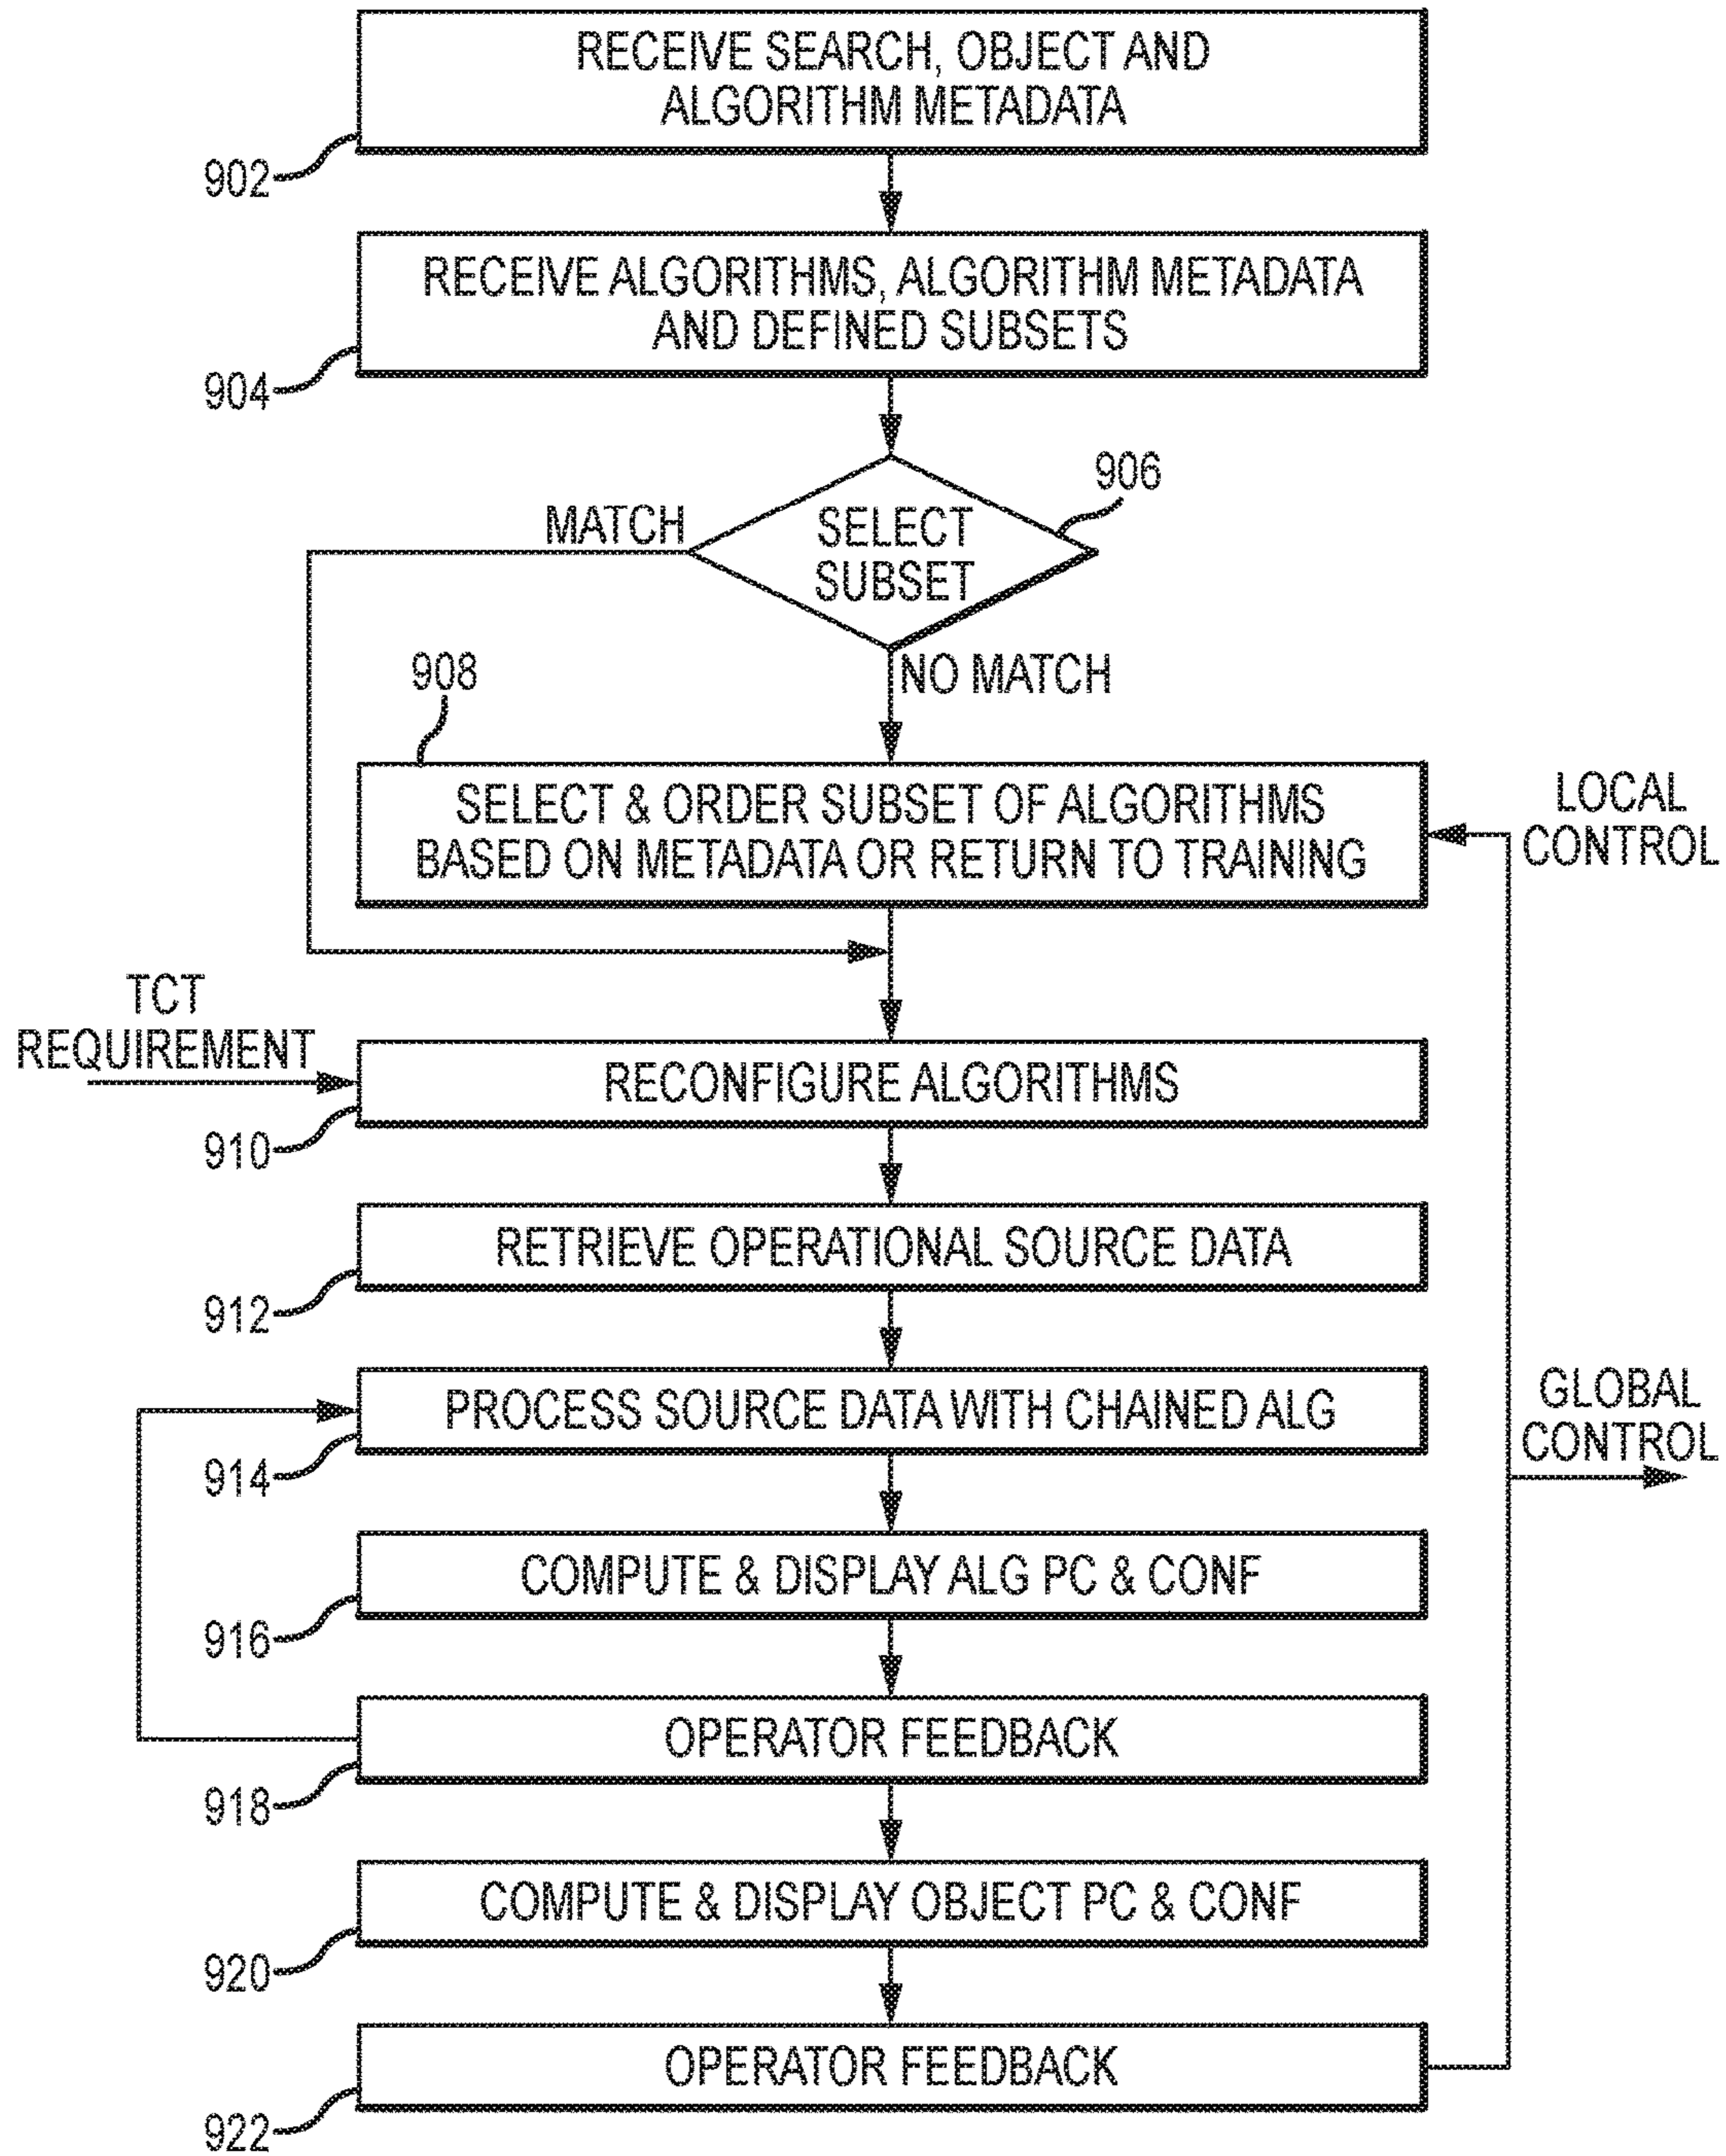 RECEIVE SEARCH, OBJECT AND
ALGORITHM METADATA
902
RECEIVE ALGORITHMS, ALGORITHM METADATA
AND DEFINED SUBSETS
904
906
MATCH
SELECT
SUBSET
NO MATCH
908
SELECT & ORDER SUBSET OF ALGORITHMS
BASED ON METADATA OR RETURN TO TRAINING
LOCAL
CONTROL
TCT
REQUIREMENT
RECONFIGURE ALGORITHMS
910
RETRIEVE OPERATIONAL SOURCE DATA
912
PROCESS SOURCE DATA WITH CHAINED ALG
914
GLOBAL
CONTROL
COMPUTE & DISPLAY ALG PC & CONF
916
OPERATOR FEEDBACK
918
COMPUTE & DISPLAY OBJECT PC & CONF
920
OPERATOR FEEDBACK
922